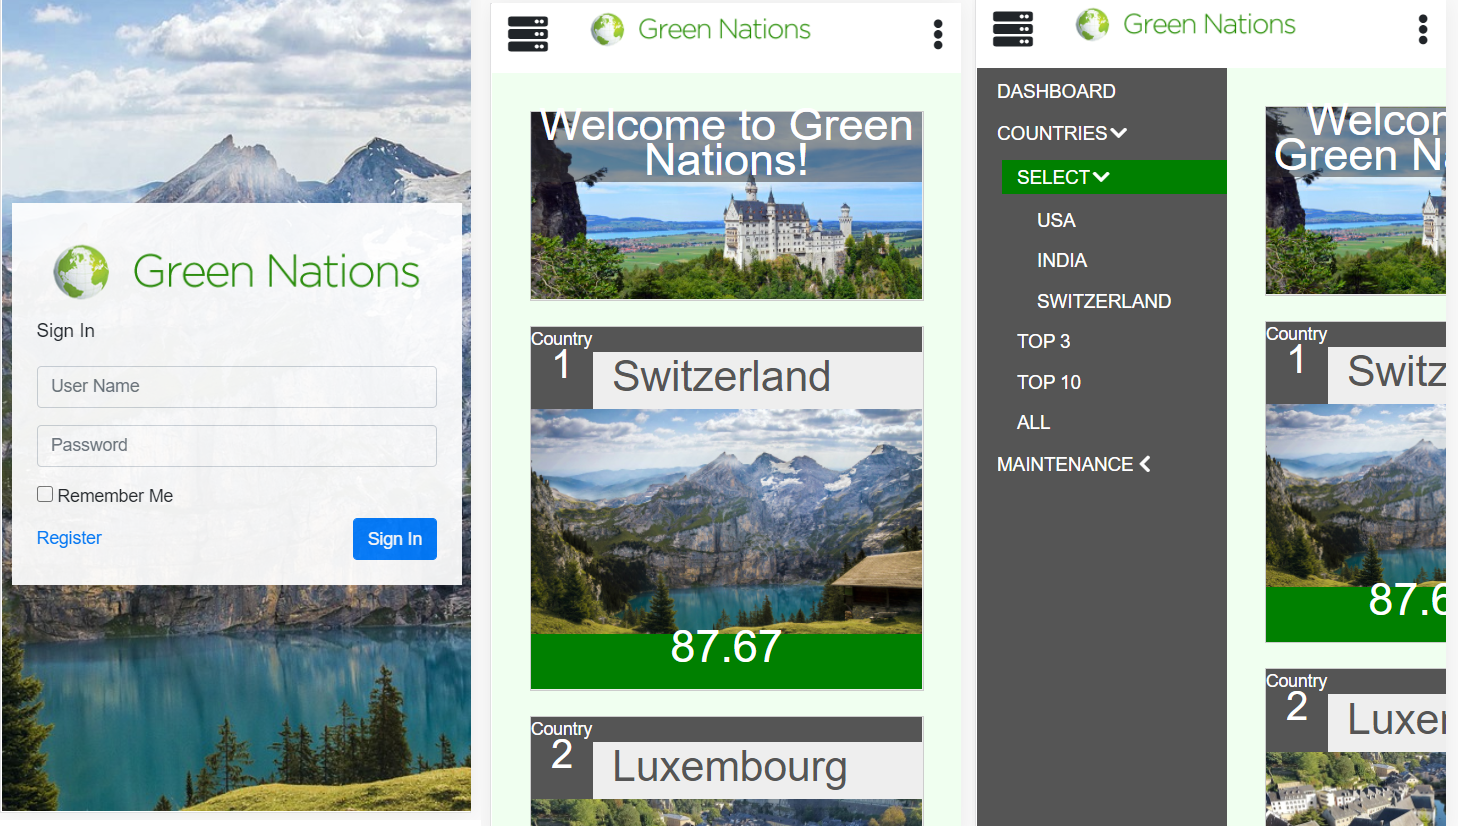 Green Nations
Sign In
User Name
Password
Remember Me
Register
Sign In
Green Nations
Welcome to Green
Nations!
Country
1
Switzerland
87.67
Country
2
Luxembourg
Green Nations
DASHBOARD
COUNTRIES
SELECT
USA
INDIA
SWITZERLAND
TOP 3
TOP 10
ALL
MAINTENANCE
Welcor
Green N
Country
1
Switz
87.6
Country
2
Luxer